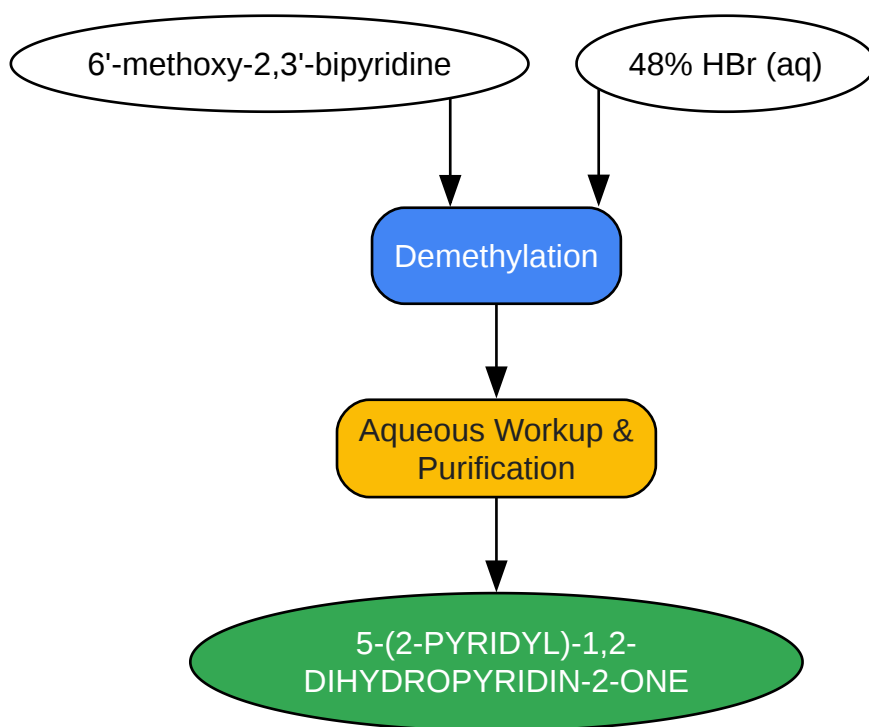 6'-methoxy-2,3'-bipyridine
48% HBr (aq)
Demethylation
Aqueous Workup &
Purification
5-(2-PYRIDYL)-1,2-
DIHYDROPYRIDIN-2-ONE